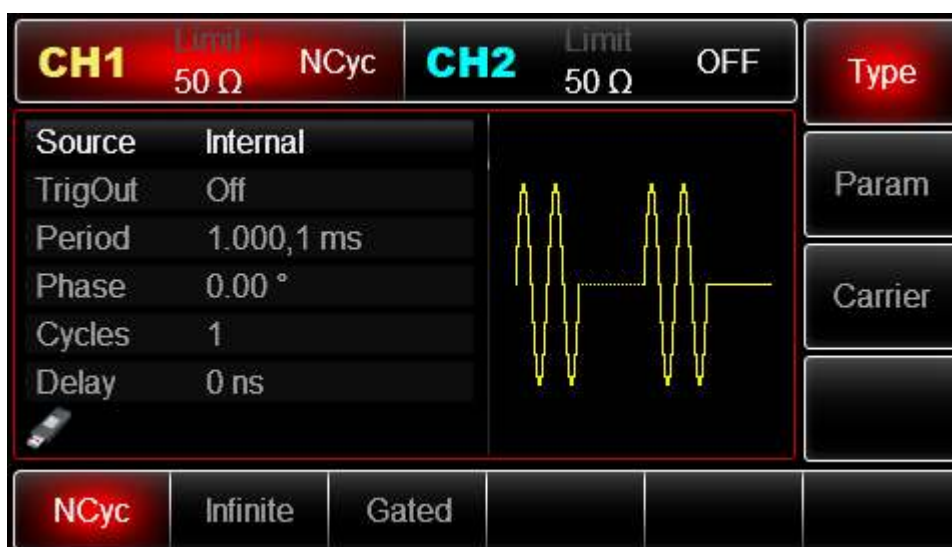 CH1 Limit 50 Ω NCyc CH2 Limit 50 Ω OFF Type
Source Internal
TrigOut Off
Param
Period 1.000,1 ms
Phase 0.00 °
Carrier
Cycles 1
Delay 0 ns
NCyc Infinite Gated